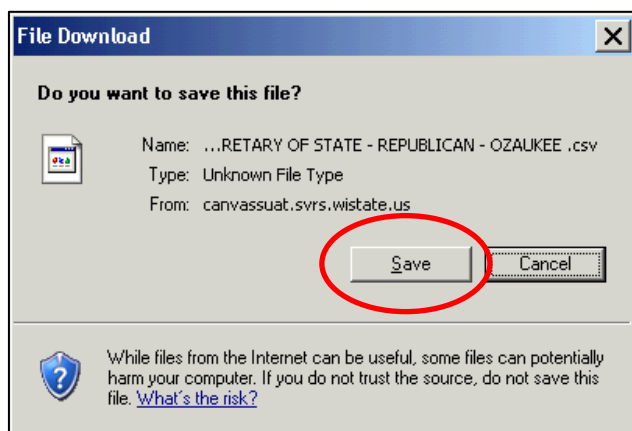 File Download
Do you want to save this file?
Name: ...RETARY OF STATE - REPUBLICAN - OZAUKEE .csv
Type: Unknown File Type
From: canvassuat.svrs.wistate.us
Save Cancel
While files from the Internet can be useful, some files can potentially
harm your computer. If you do not trust the source, do not save this
file. What's the risk?